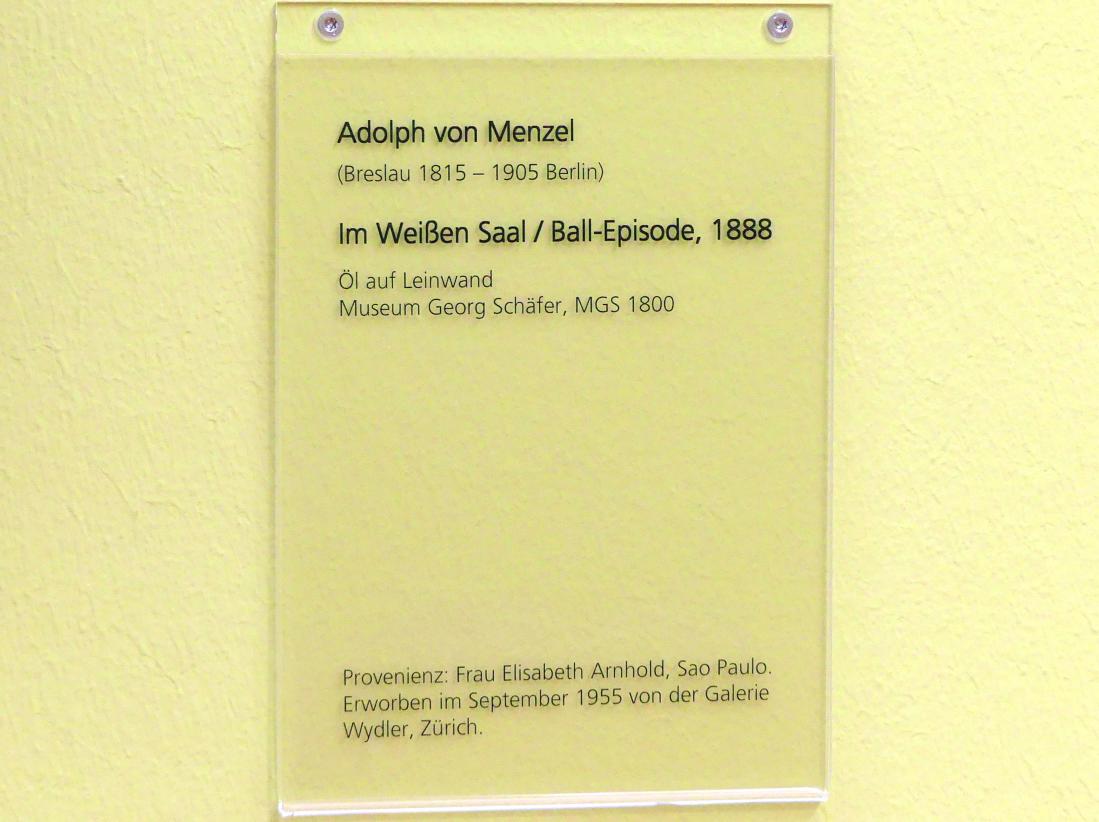 Adolph von Menzel
(Breslau 1815 – 1905 Berlin)
Im Weißen Saal / Ball-Episode, 1888
Öl auf Leinwand
Museum Georg Schäfer, MGS 1800
Provenienz: Frau Elisabeth Arnhold, Sao Paulo.
Erworben im September 1955 von der Galerie
Wydler, Zürich.